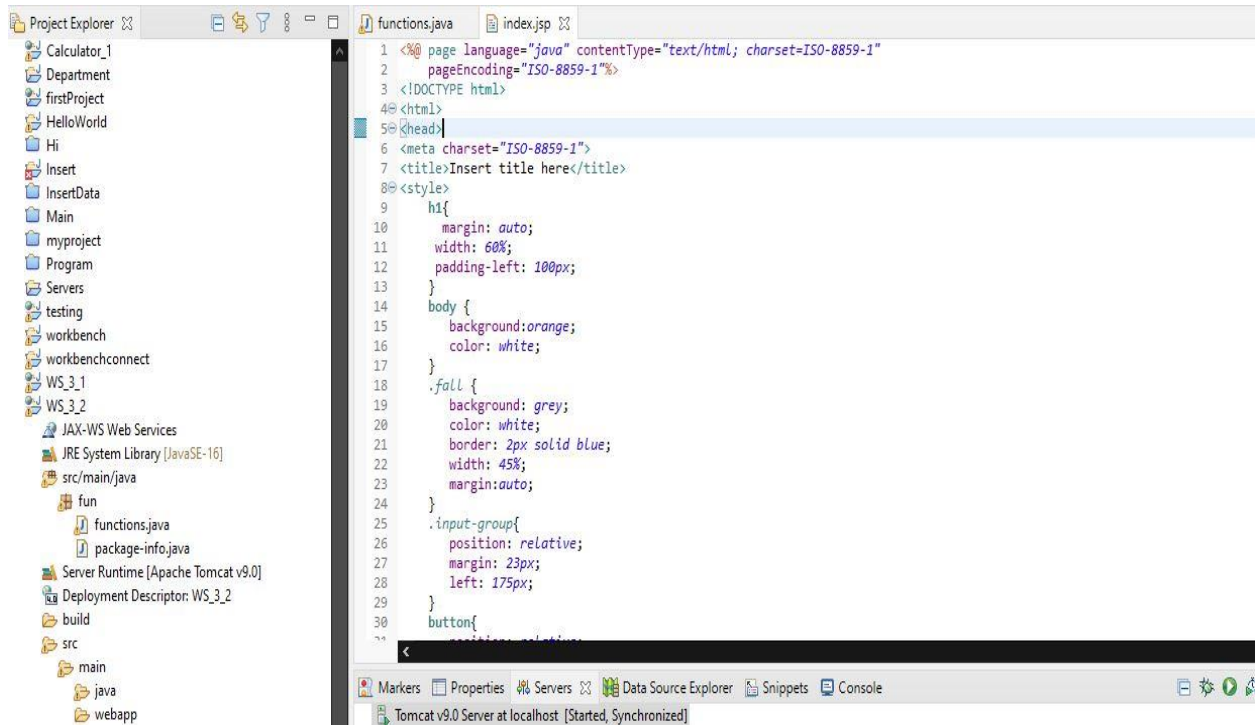 Project Explorer
Calculator_1
Department
firstProject
HelloWorld
Hi
Insert
InsertData
Main
myproject
Program
Servers
testing
workbench
workbenchconnect
WS_3_1
WS_3_2
JAX-WS Web Services
JRE System Library [JavaSE-16]
src/main/java
fun
functions.java
package-info.java
Server Runtime [Apache Tomcat v9.0]
Deployment Descriptor: WS_3_2
build
src
main
java
webapp
functions.java index.jsp
1 <%@ page language="java" contentType="text/html; charset=ISO-8859-1"
2 pageEncoding="ISO-8859-1"%>
3 <!DOCTYPE html>
4 <html>
5 <head>
6 <meta charset="ISO-8859-1">
7 <title>Insert title here</title>
8 <style>
9 h1{
10 margin: auto;
11 width: 60%;
12 padding-left: 100px;
13 }
14 body {
15 background:orange;
16 color: white;
17 }
18 .fall {
19 background: grey;
20 color: white;
21 border: 2px solid blue;
22 width: 45%;
23 margin:auto;
24 }
25 .input-group{
26 position: relative;
27 margin: 23px;
28 left: 175px;
29 }
30 button{
Markers Properties Servers Data Source Explorer Snippets Console
Tomcat v9.0 Server at localhost [Started, Synchronized]